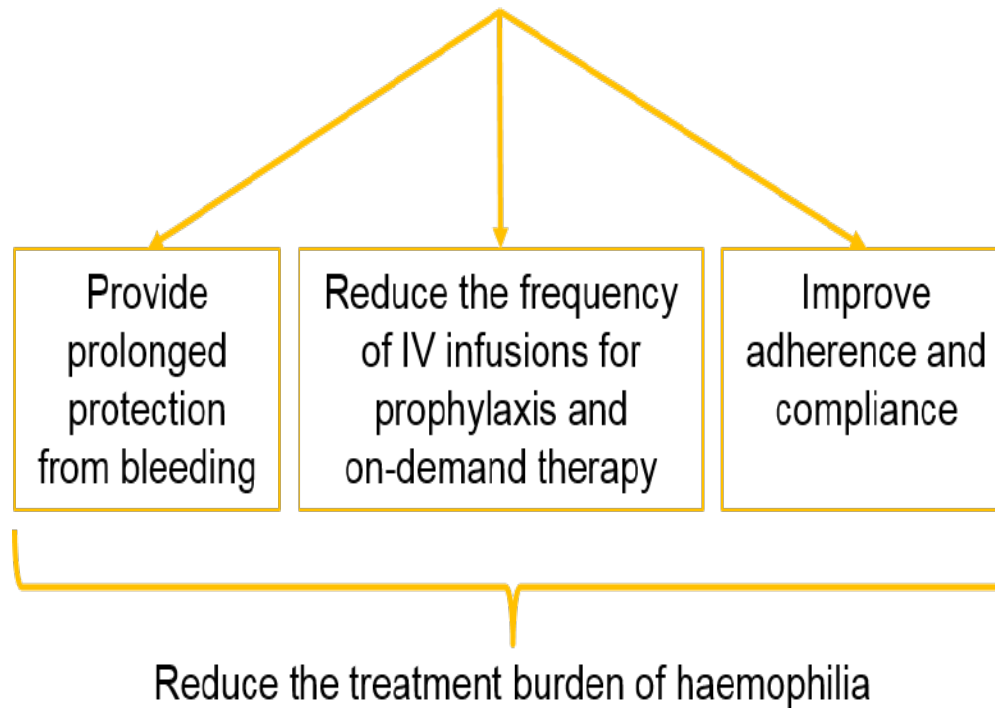 Provide
prolonged
protection
from bleeding
Reduce the frequency
of IV infusions for
prophylaxis and
on-demand therapy
Improve
adherence and
compliance
Reduce the treatment burden of haemophilia